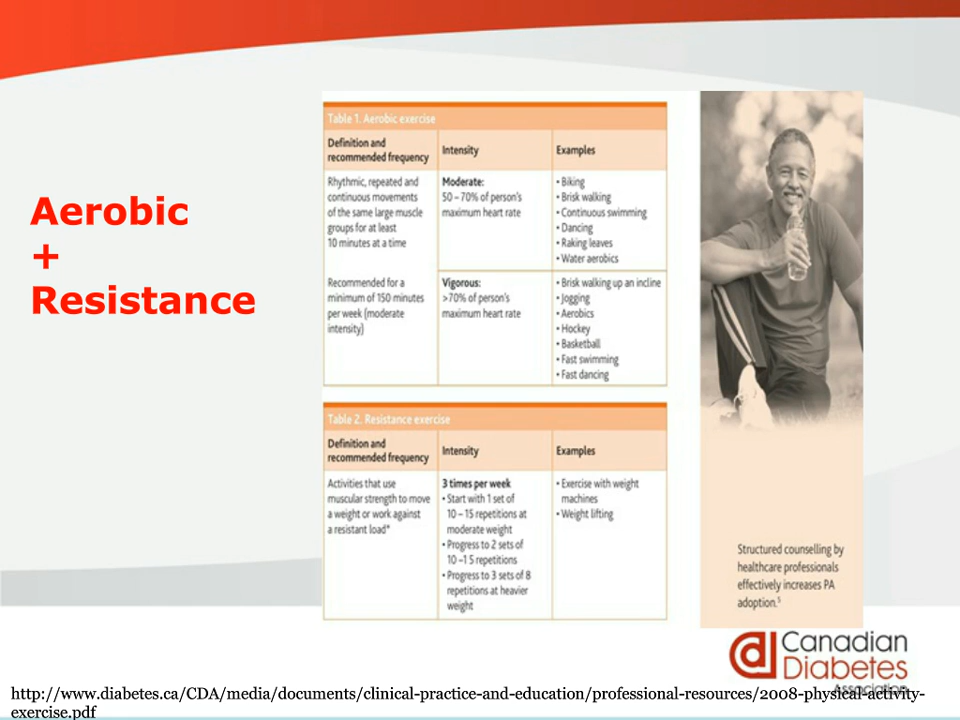 Aerobic
+
Resistance
Table 1. Aerobic exercise
Definition and
recommended frequency
Intensity
Examples
Rhythmic, repeated and
continuous movements
of the same large muscle
groups for at least
10 minutes at a time
Moderate:
50 – 70% of person's
maximum heart rate
• Biking
• Brisk walking
• Continuous swimming
• Dancing
• Raking leaves
• Water aerobics
Recommended for a
minimum of 150 minutes
per week (moderate
intensity)
Vigorous:
>70% of person's
maximum heart rate
• Brisk walking up an incline
• Jogging
• Aerobics
• Hockey
• Basketball
• Fast swimming
• Fast dancing
Table 2. Resistance exercise
Definition and
recommended frequency
Intensity
Examples
Activities that use
muscular strength to move
a weight or work against
a resistant load*
3 times per week
• Start with 1 set of
10 – 15 repetitions at
moderate weight
• Progress to 2 sets of
10 –1 5 repetitions
• Progress to 3 sets of 8
repetitions at heavier
weight
• Exercise with weight
machines
• Weight lifting
Structured counselling by
healthcare professionals
effectively increases PA
adoption.5
Canadian
Diabetes
Association
http://www.diabetes.ca/CDA/media/documents/clinical-practice-and-education/professional-resources/2008-physical-activity-
exercise.pdf